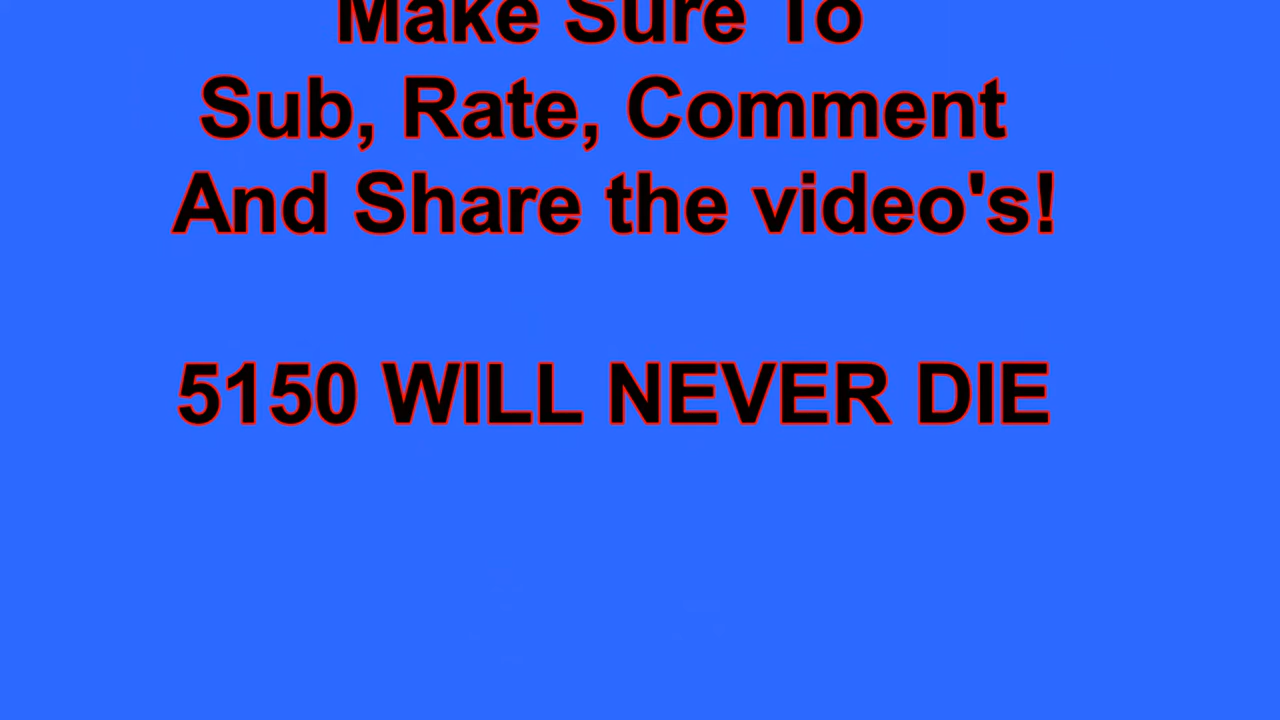 Make Sure To
Sub, Rate, Comment
And Share the video's!
5150 WILL NEVER DIE